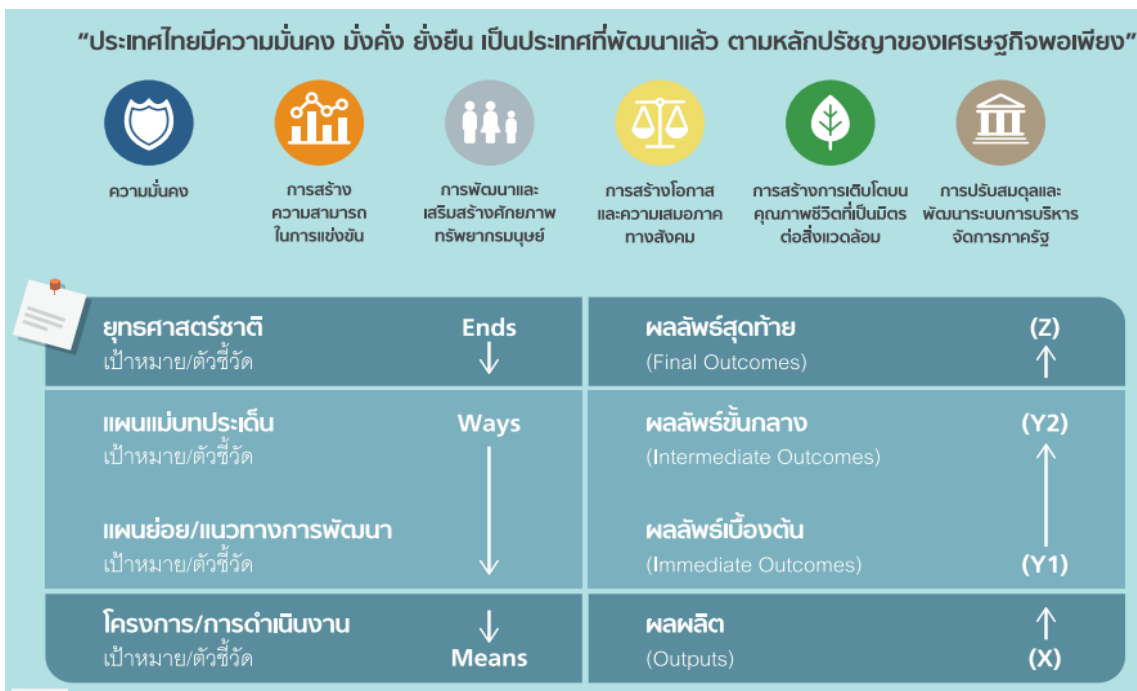 “ประเทศไทยมีความมั่นคง มั่งคั่ง ยั่งยืน เป็นประเทศที่พัฒนาแล้ว ตามหลักปรัชญาของเศรษฐกิจพอเพียง”
ความมั่นคง
การสร้าง
ความสามารถ
ในการแข่งขัน
การพัฒนาและ
เสริมสร้างศักยภาพ
ทรัพยากรมนุษย์
การสร้างโอกาส
และความเสมอภาค
ทางสังคม
การสร้างการเติบโตบน
คุณภาพชีวิตที่เป็นมิตร
ต่อสิ่งแวดล้อม
การปรับสมดุลและ
พัฒนาระบบการบริหาร
จัดการภาครัฐ
ยุทธศาสตร์ชาติ Ends ผลลัพธ์สุดท้าย (Z)
เป้าหมาย/ตัวชี้วัด (Final Outcomes)
แผนแม่บทประเด็น Ways ผลลัพธ์ขั้นกลาง (Y2)
เป้าหมาย/ตัวชี้วัด (Intermediate Outcomes)
แผนย่อย/แนวทางการพัฒนา ผลลัพธ์เบื้องต้น
เป้าหมาย/ตัวชี้วัด (Immediate Outcomes) (Y1)
โครงการ/การดำเนินงาน ผลผลิต
เป้าหมาย/ตัวชี้วัด Means (Outputs) (X)